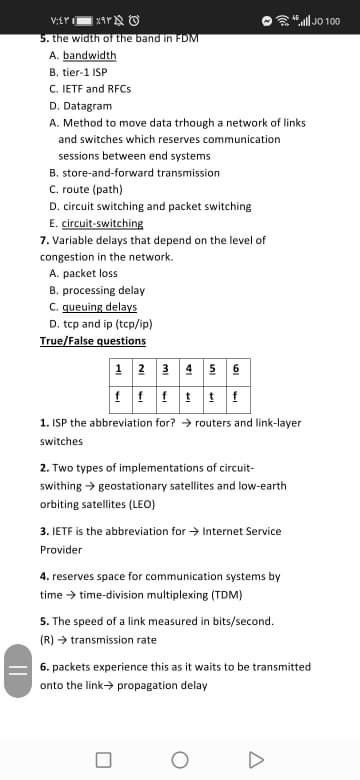 ٧:٤٢ ٪٩٢ JO 100
5. the width of the band in FDM
A. bandwidth
B. tier-1 ISP
C. IETF and RFCs
D. Datagram
A. Method to move data trhough a network of links
and switches which reserves communication
sessions between end systems
B. store-and-forward transmission
C. route (path)
D. circuit switching and packet switching
E. circuit-switching
7. Variable delays that depend on the level of
congestion in the network.
A. packet loss
B. processing delay
C. queuing delays
D. tcp and ip (tcp/ip)
True/False questions
1 2 3 4 5 6
f f f t t f
1. ISP the abbreviation for? → routers and link-layer
switches
2. Two types of implementations of circuit-
swithing → geostationary satellites and low-earth
orbiting satellites (LEO)
3. IETF is the abbreviation for → Internet Service
Provider
4. reserves space for communication systems by
time → time-division multiplexing (TDM)
5. The speed of a link measured in bits/second.
(R) → transmission rate
6. packets experience this as it waits to be transmitted
onto the link→ propagation delay